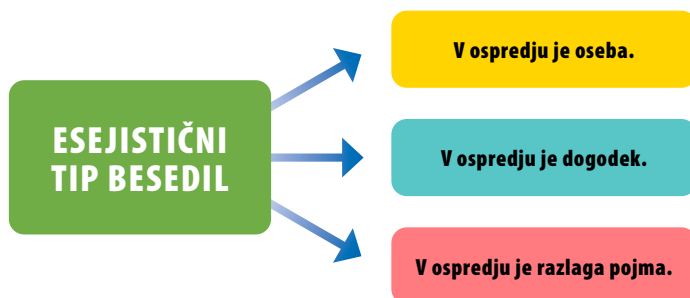 ESEJISTIČNI
TIP BESEDIL
V ospredju je oseba.
V ospredju je dogodek.
V ospredju je razlaga pojma.